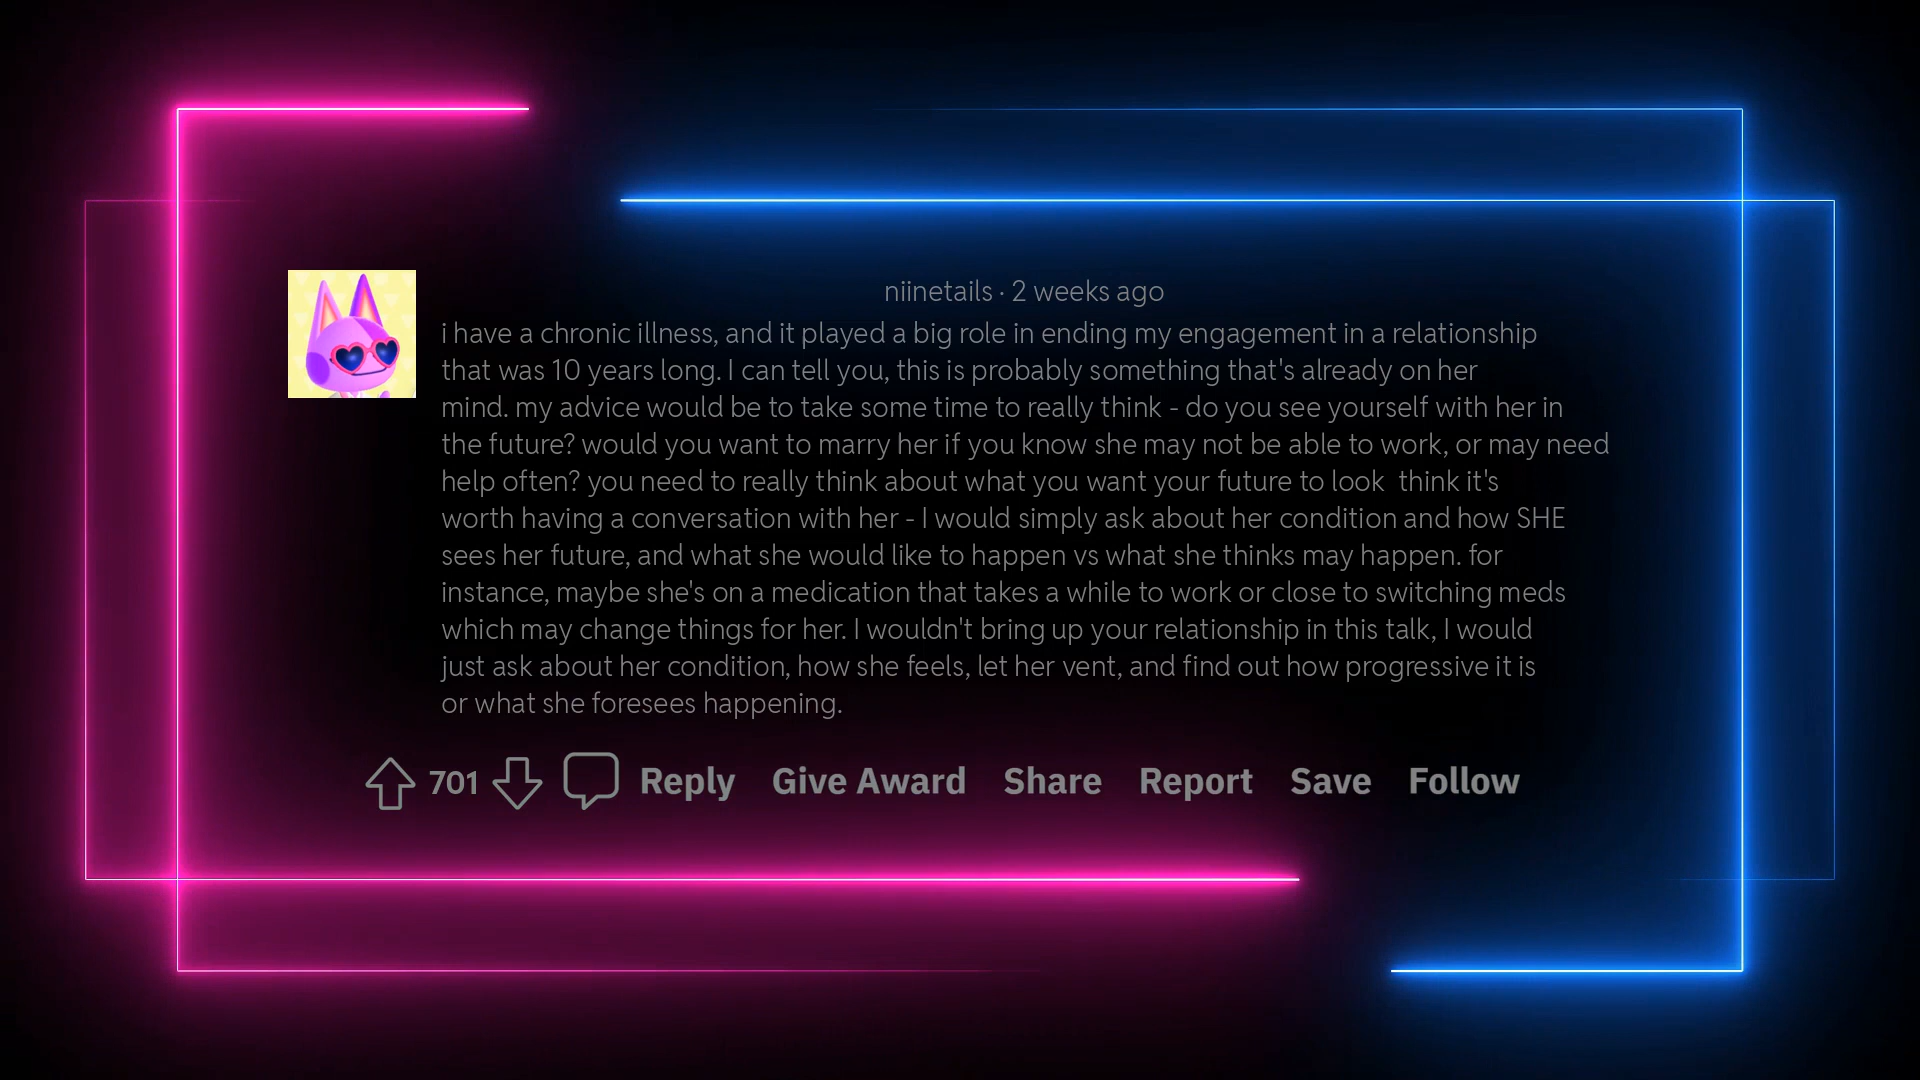 niinetails · 2 weeks ago
i have a chronic illness, and it played a big role in ending my engagement in a relationship
that was 10 years long. I can tell you, this is probably something that's already on her
mind. my advice would be to take some time to really think - do you see yourself with her in
the future? would you want to marry her if you know she may not be able to work, or may need
help often? you need to really think about what you want your future to look  think it's
worth having a conversation with her - I would simply ask about her condition and how SHE
sees her future, and what she would like to happen vs what she thinks may happen. for
instance, maybe she's on a medication that takes a while to work or close to switching meds
which may change things for her. I wouldn't bring up your relationship in this talk, I would
just ask about her condition, how she feels, let her vent, and find out how progressive it is
or what she foresees happening.
701 Reply Give Award Share Report Save Follow